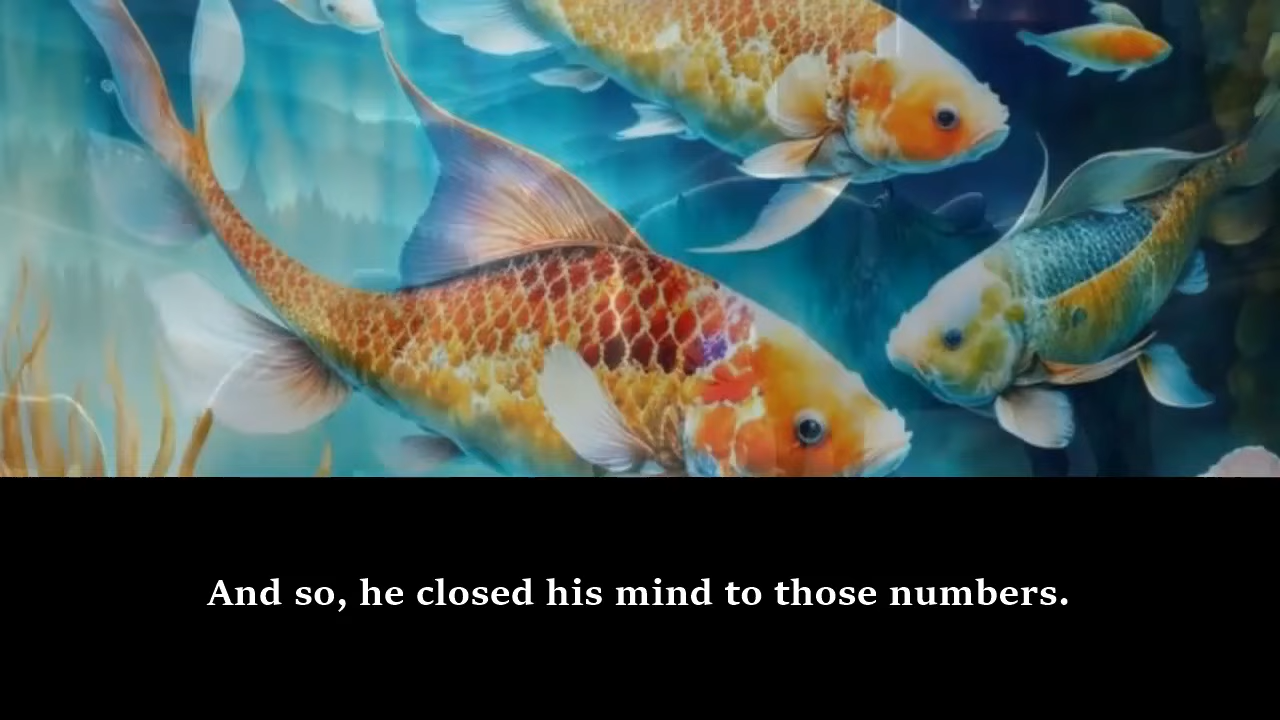 And so, he closed his mind to those numbers.